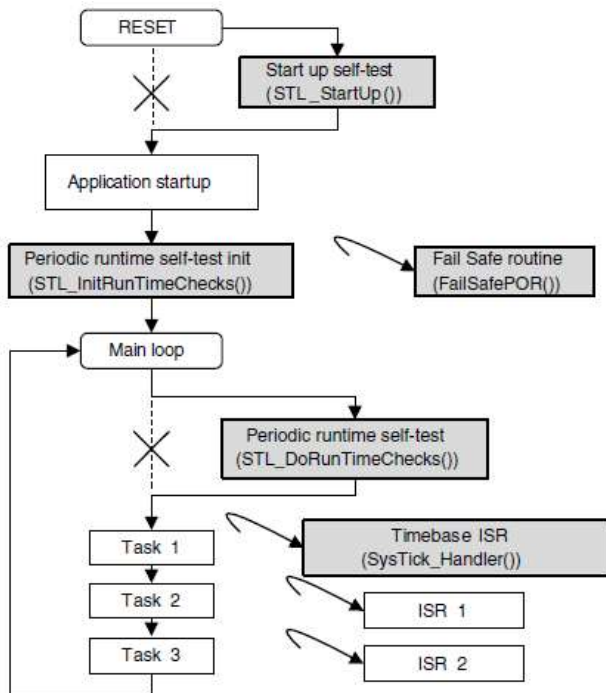 RESET
Start up self-test
(STL_StartUp())
Application startup
Periodic runtime self-test init
(STL_InitRunTimeChecks())
Fail Safe routine
(FailSafePOR())
Main loop
Periodic runtime self-test
(STL_DoRunTimeChecks())
Timebase ISR
(SysTick_Handler())
Task 1
Task 2
Task 3
ISR 1
ISR 2